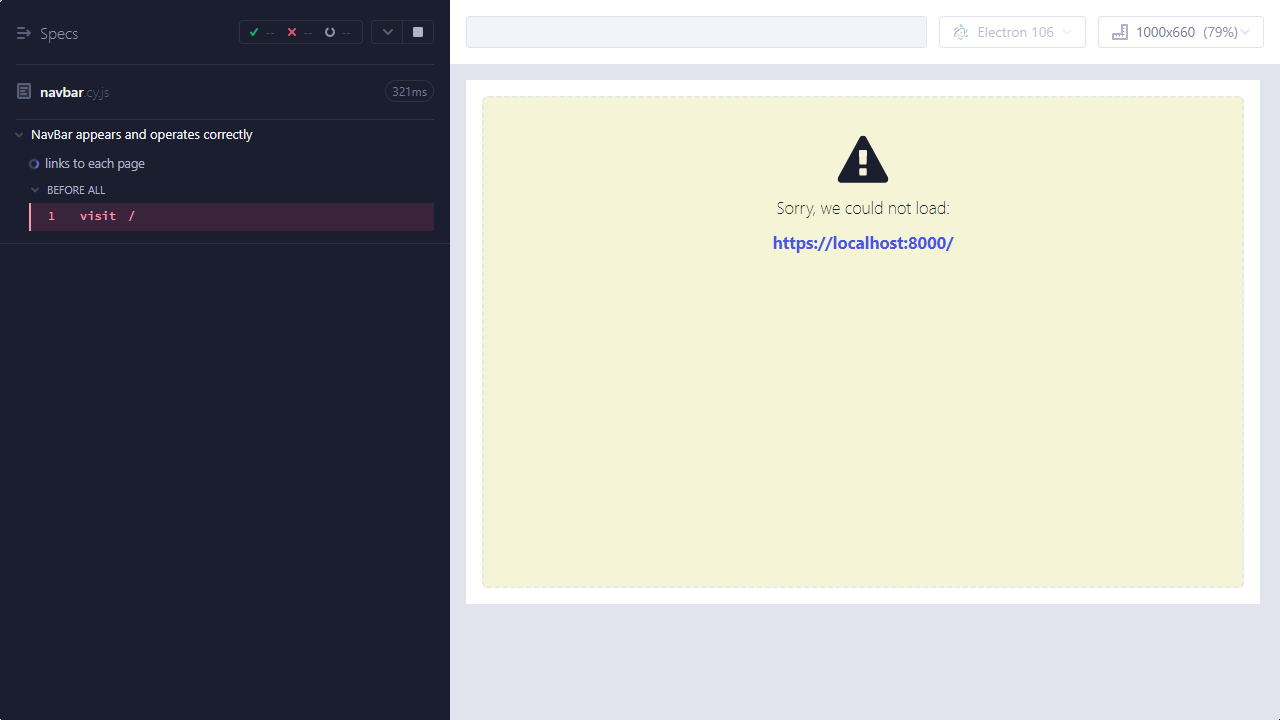 Specs
-- -- --
navbar.cy.js 321ms
NavBar appears and operates correctly
links to each page
BEFORE ALL
1 visit /
Electron 106
1000x660 (79%)
Sorry, we could not load:
https://localhost:8000/